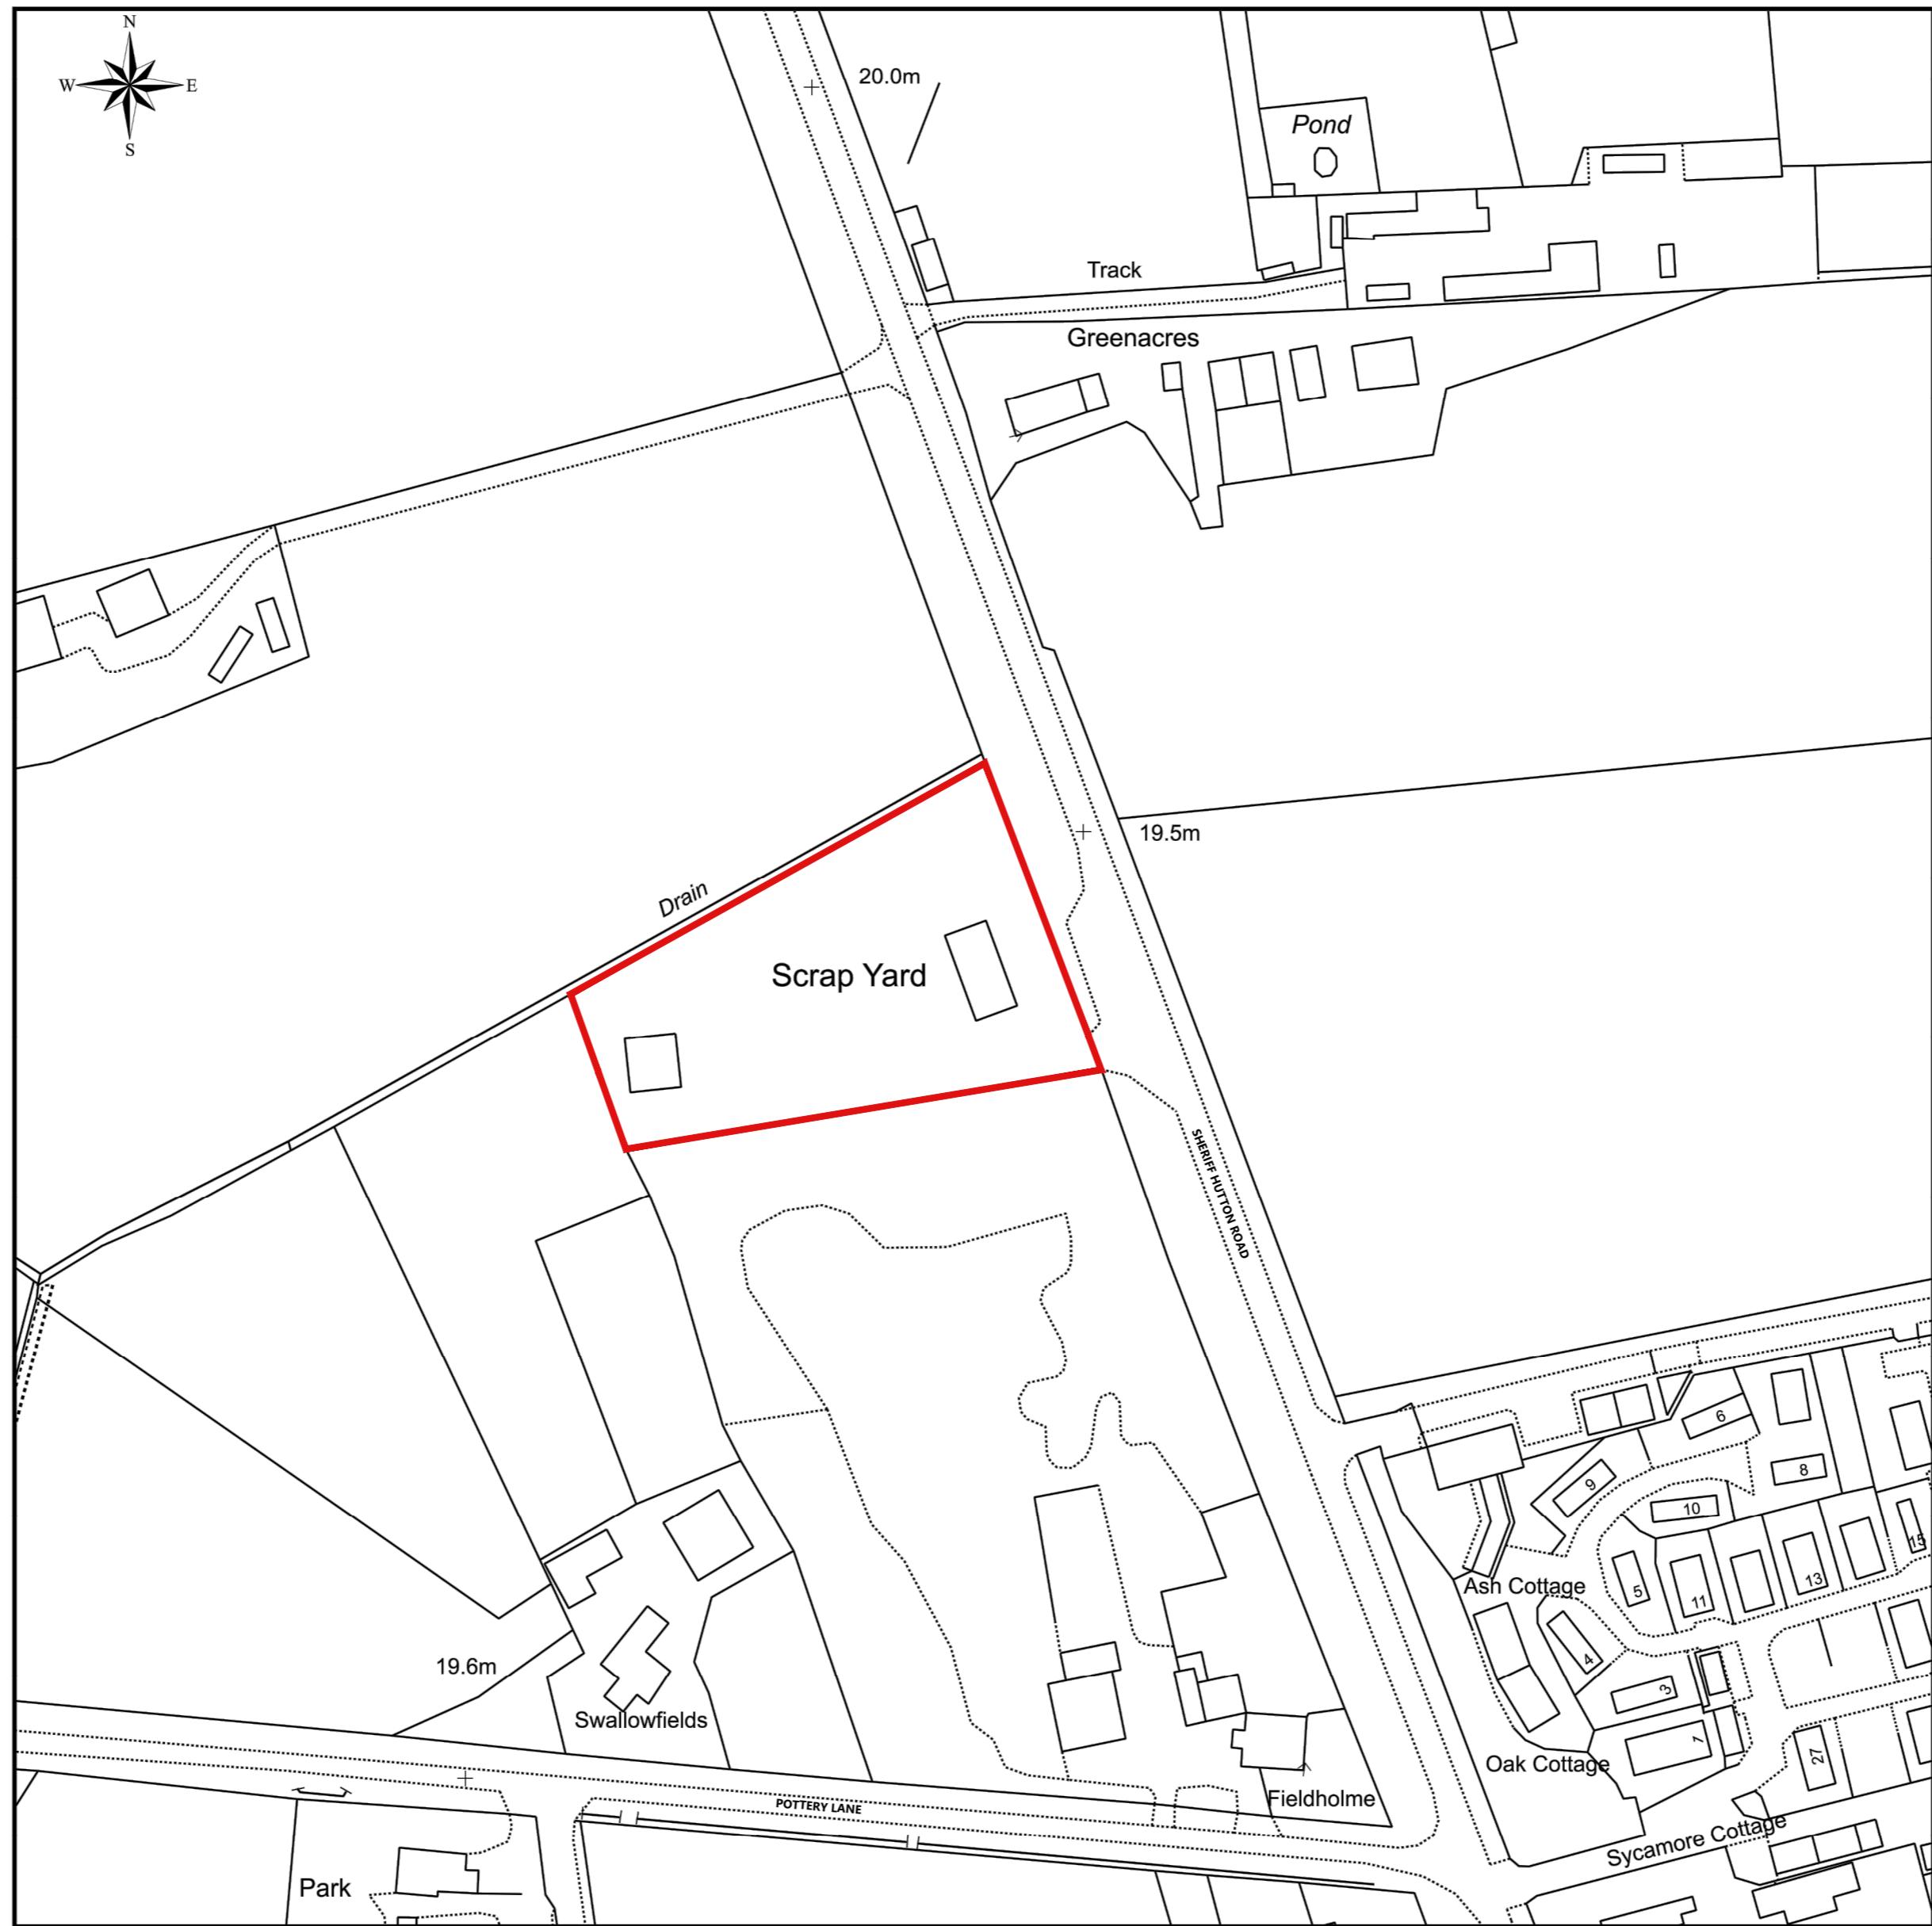 N
W E
S
20.0m
Pond
Track
Greenacres
19.5m
Drain
Scrap Yard
SHERIFF HUTTON ROAD
6
9
8
10
15
5
11
13
Ash Cottage
4
3
7
27
Oak Cottage
19.6m
Swallowfields
Fieldholme
POTTERY LANE
Sycamore Cottage
Park